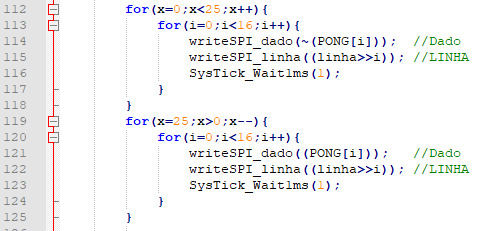 112 for(x=0;x<25;x++){
113 for(i=0;i<16;i++){
114 writeSPI_dado(~(PONG[i])); //Dado
115 writeSPI_linha((linha>>i)); //LINHA
116 SysTick_Wait1ms(1);
117 }
118 }
119 for(x=25;x>0;x--){
120 for(i=0;i<16;i++){
121 writeSPI_dado((PONG[i])); //Dado
122 writeSPI_linha((linha>>i)); //LINHA
123 SysTick_Wait1ms(1);
124 }
125 }